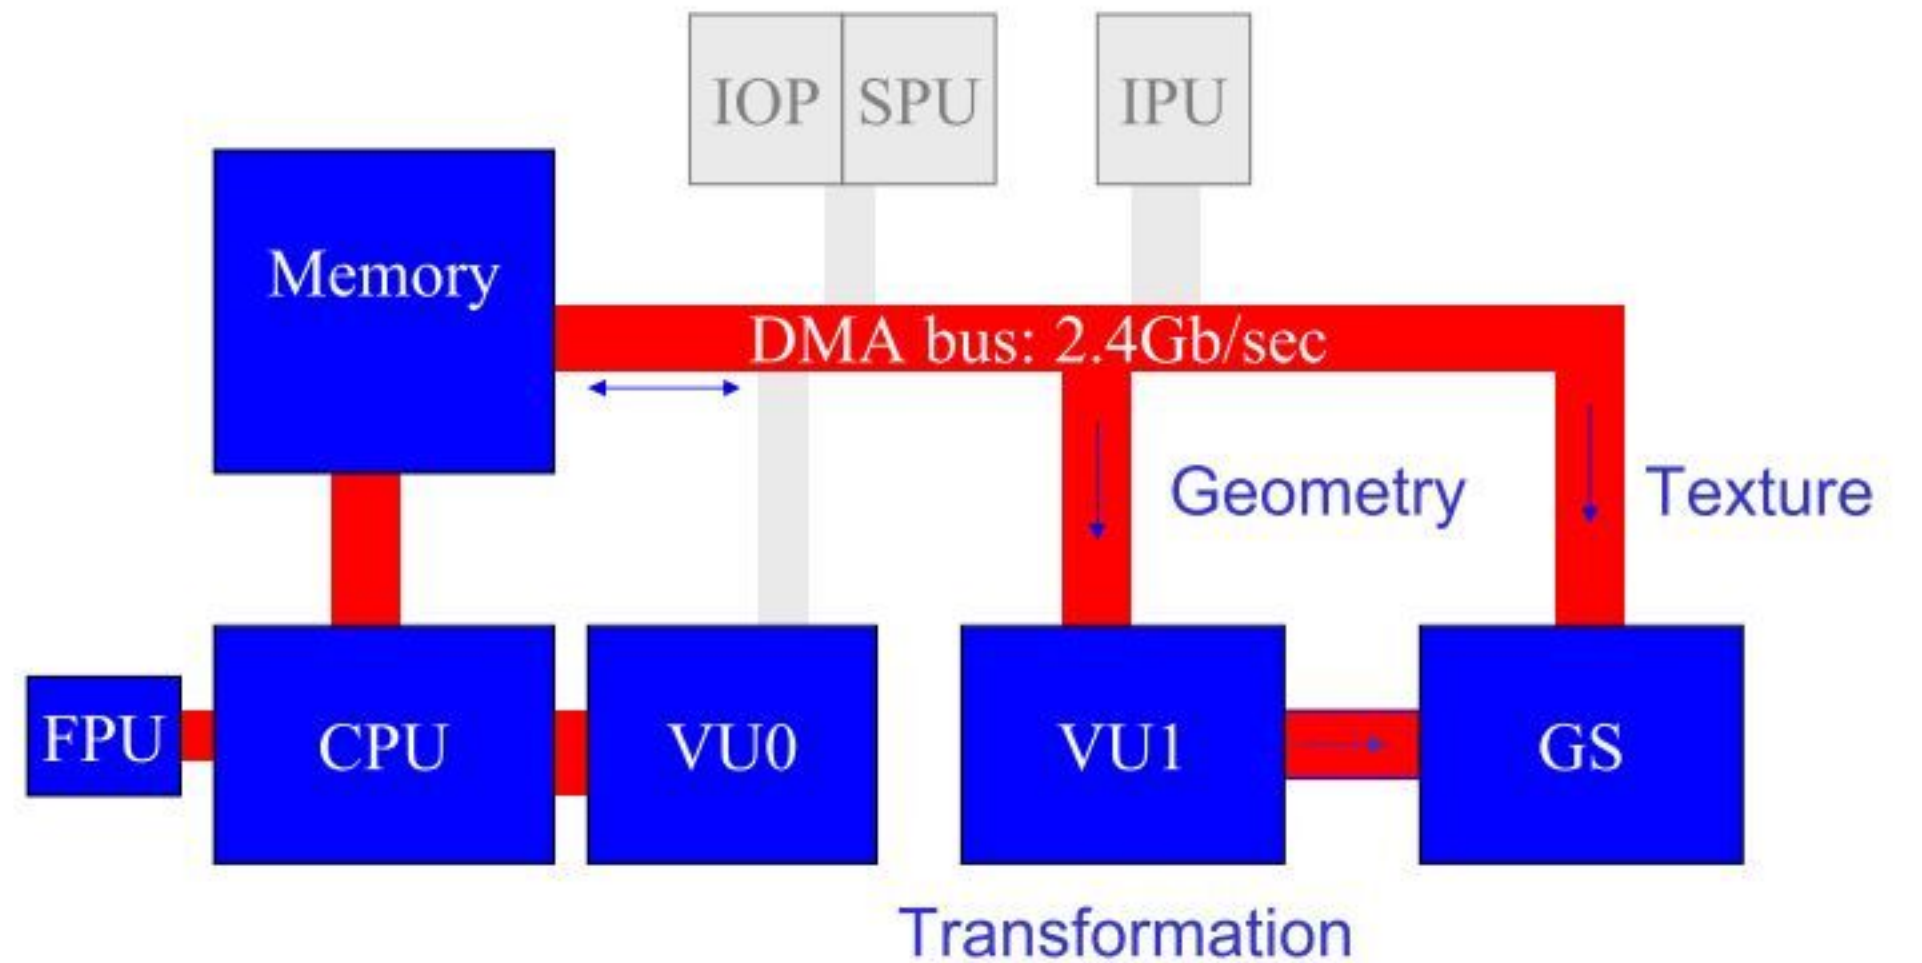 IOP SPU IPU
Memory
DMA bus: 2.4Gb/sec
Geometry Texture
FPU CPU VU0 VU1 GS
Transformation